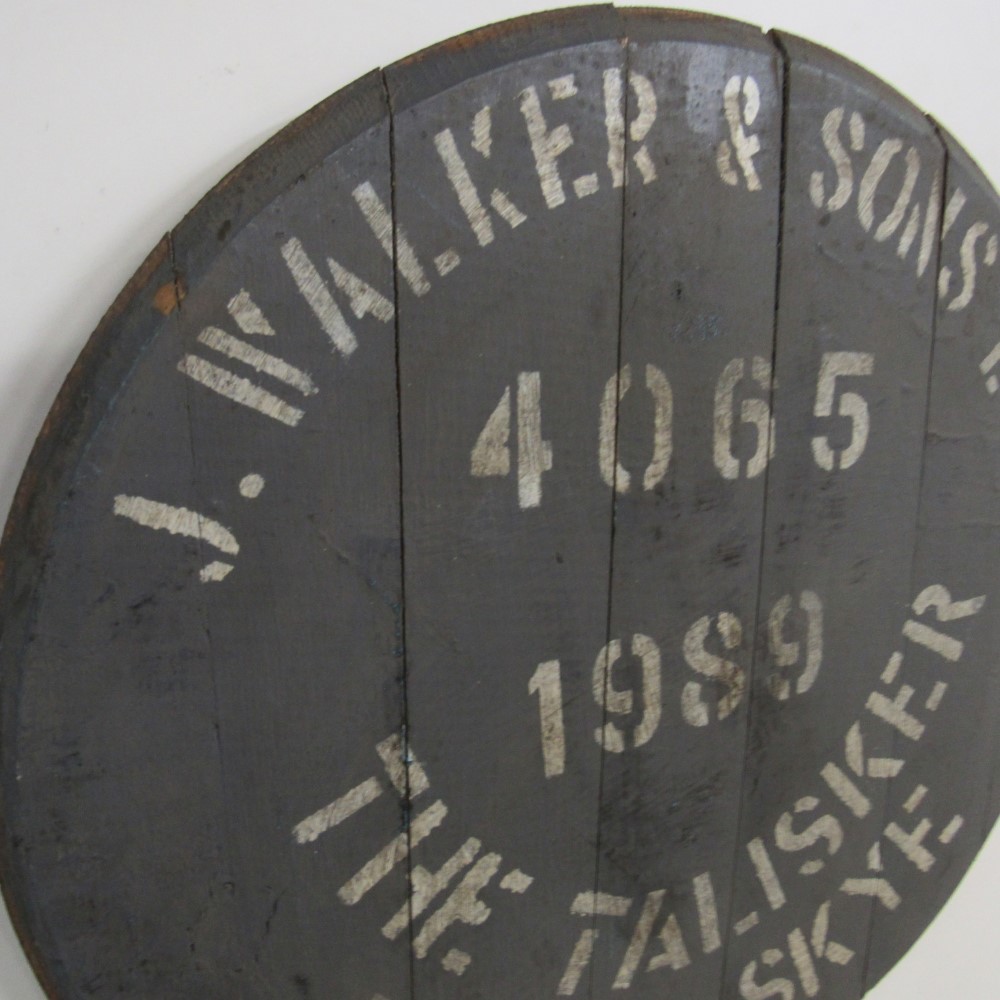 J. WALKER & SONS
4065
1989
THE TALISKER
SKYE